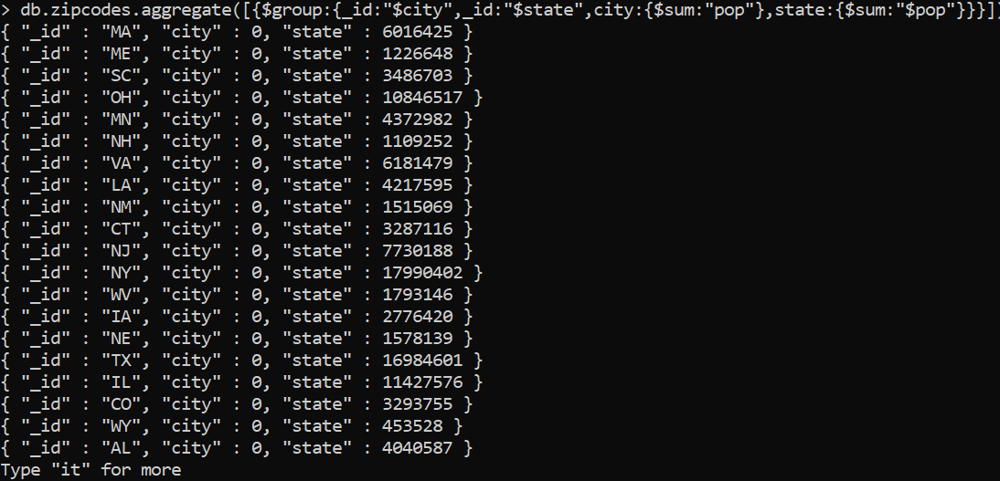 > db.zipcodes.aggregate([{$group:{_id:"$city",_id:"$state",city:{$sum:"pop"},state:{$sum:"$pop"}}}])
{ "_id" : "MA", "city" : 0, "state" : 6016425 }
{ "_id" : "ME", "city" : 0, "state" : 1226648 }
{ "_id" : "SC", "city" : 0, "state" : 3486703 }
{ "_id" : "OH", "city" : 0, "state" : 10846517 }
{ "_id" : "MN", "city" : 0, "state" : 4372982 }
{ "_id" : "NH", "city" : 0, "state" : 1109252 }
{ "_id" : "VA", "city" : 0, "state" : 6181479 }
{ "_id" : "LA", "city" : 0, "state" : 4217595 }
{ "_id" : "NM", "city" : 0, "state" : 1515069 }
{ "_id" : "CT", "city" : 0, "state" : 3287116 }
{ "_id" : "NJ", "city" : 0, "state" : 7730188 }
{ "_id" : "NY", "city" : 0, "state" : 17990402 }
{ "_id" : "WV", "city" : 0, "state" : 1793146 }
{ "_id" : "IA", "city" : 0, "state" : 2776420 }
{ "_id" : "NE", "city" : 0, "state" : 1578139 }
{ "_id" : "TX", "city" : 0, "state" : 16984601 }
{ "_id" : "IL", "city" : 0, "state" : 11427576 }
{ "_id" : "CO", "city" : 0, "state" : 3293755 }
{ "_id" : "WY", "city" : 0, "state" : 453528 }
{ "_id" : "AL", "city" : 0, "state" : 4040587 }
Type "it" for more